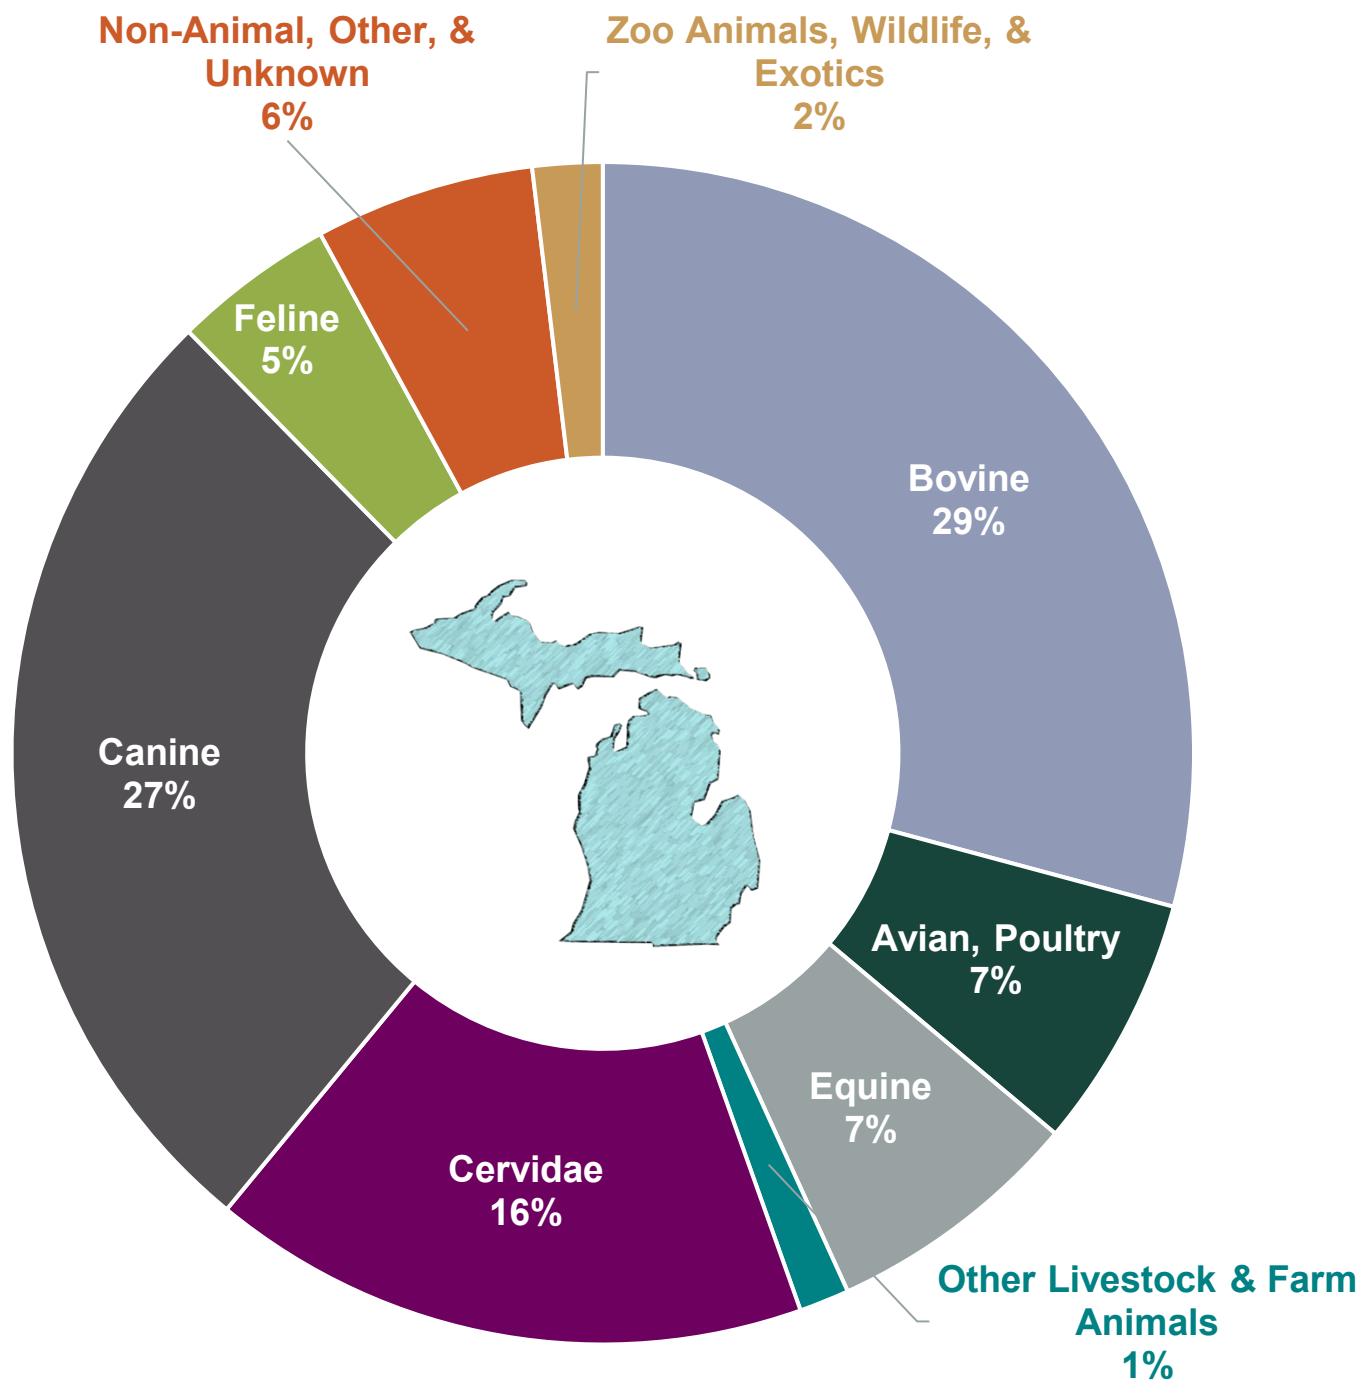 Non-Animal, Other, &
Unknown
6%
Zoo Animals, Wildlife, &
Exotics
2%
Feline
5%
Bovine
29%
Canine
27%
Avian, Poultry
7%
Equine
7%
Cervidae
16%
Other Livestock & Farm
Animals
1%